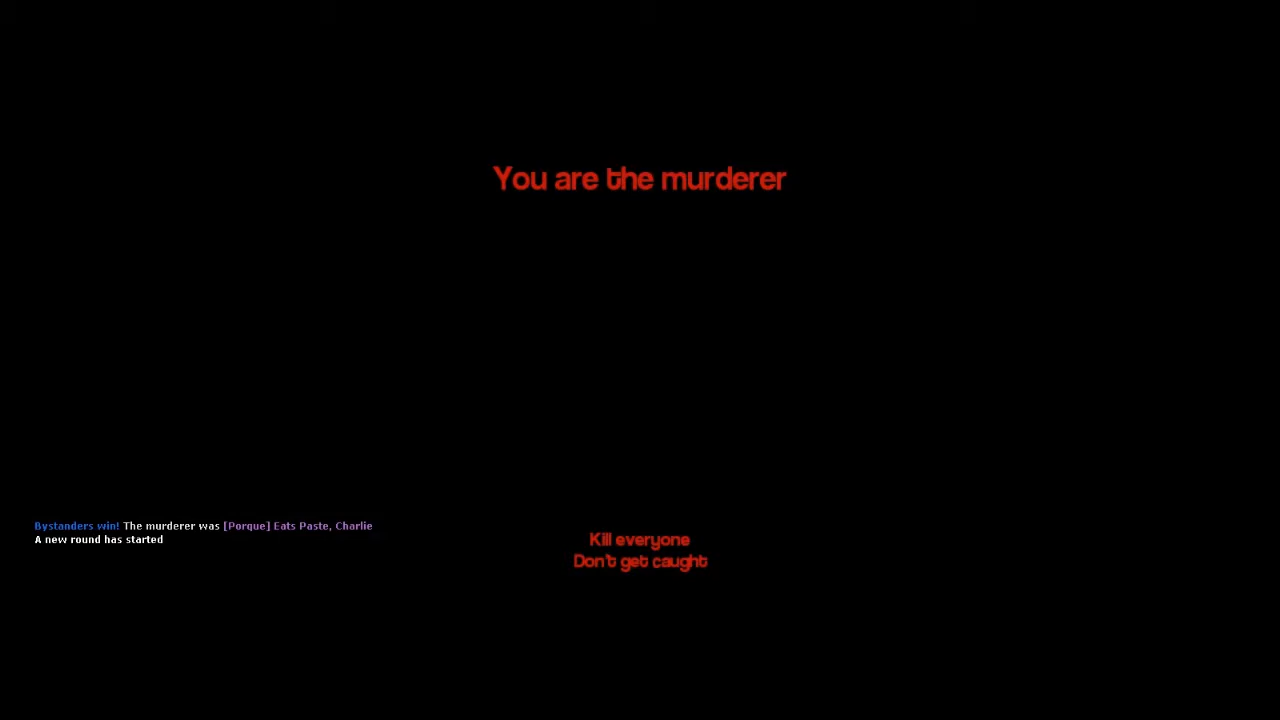 You are the murderer
Bystanders win! The murderer was [Porque] Eats Paste, Charlie
A new round has started
Kill everyone
Don't get caught